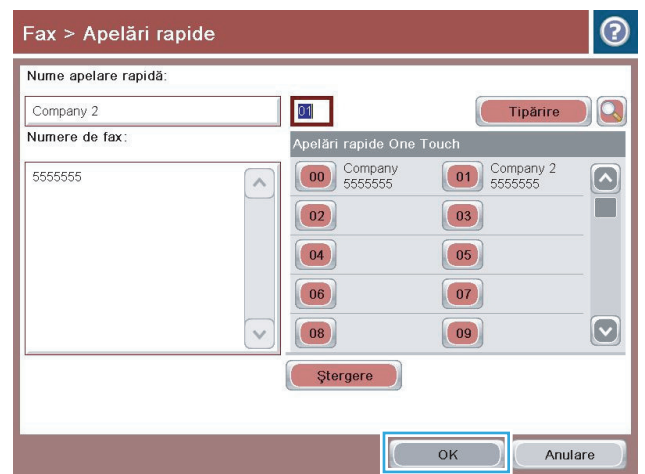 Fax > Apelări rapide
?
Nume apelare rapidă:
Company 2
01
Tipărire
Numere de fax:
5555555
Apelări rapide One Touch
00 Company 5555555
01 Company 2 5555555
02
03
04
05
06
07
08
09
Ştergere
OK
Anulare